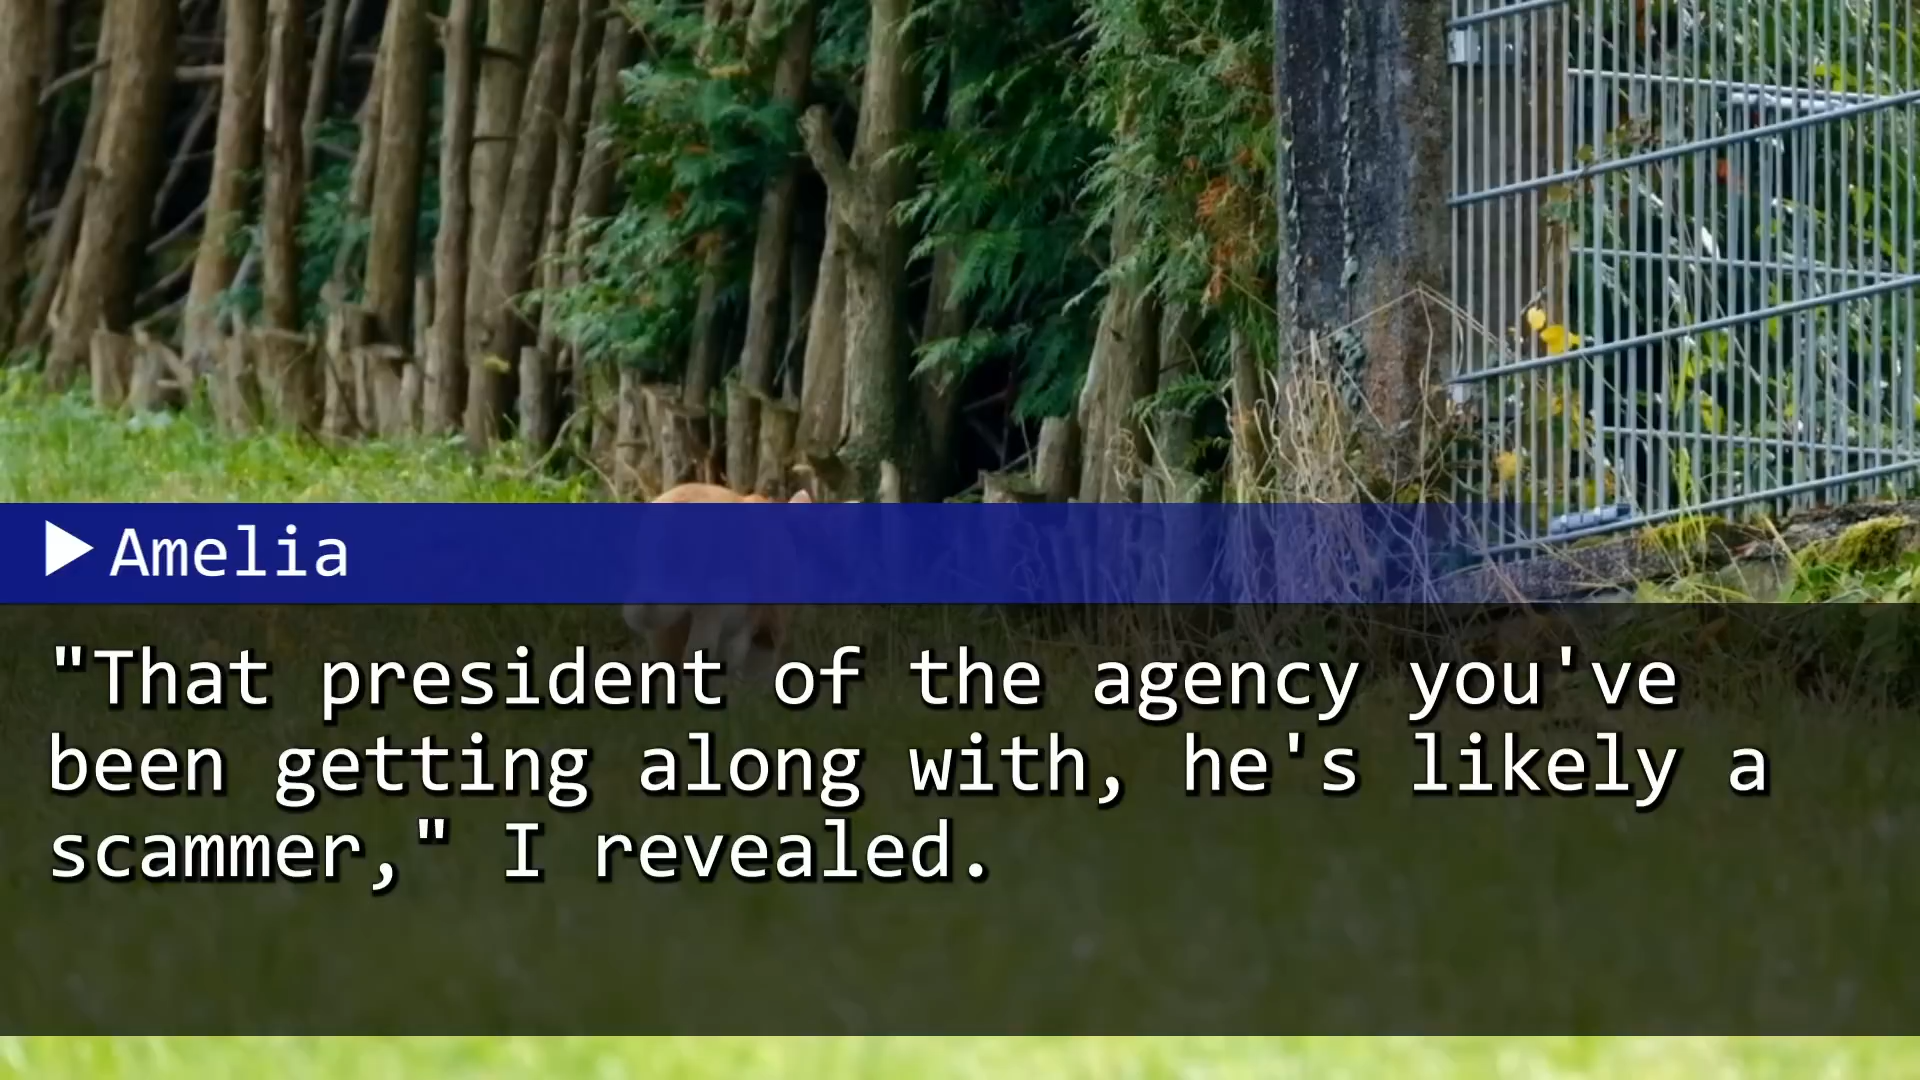 Amelia
"That president of the agency you've
been getting along with, he's likely a
scammer," I revealed.